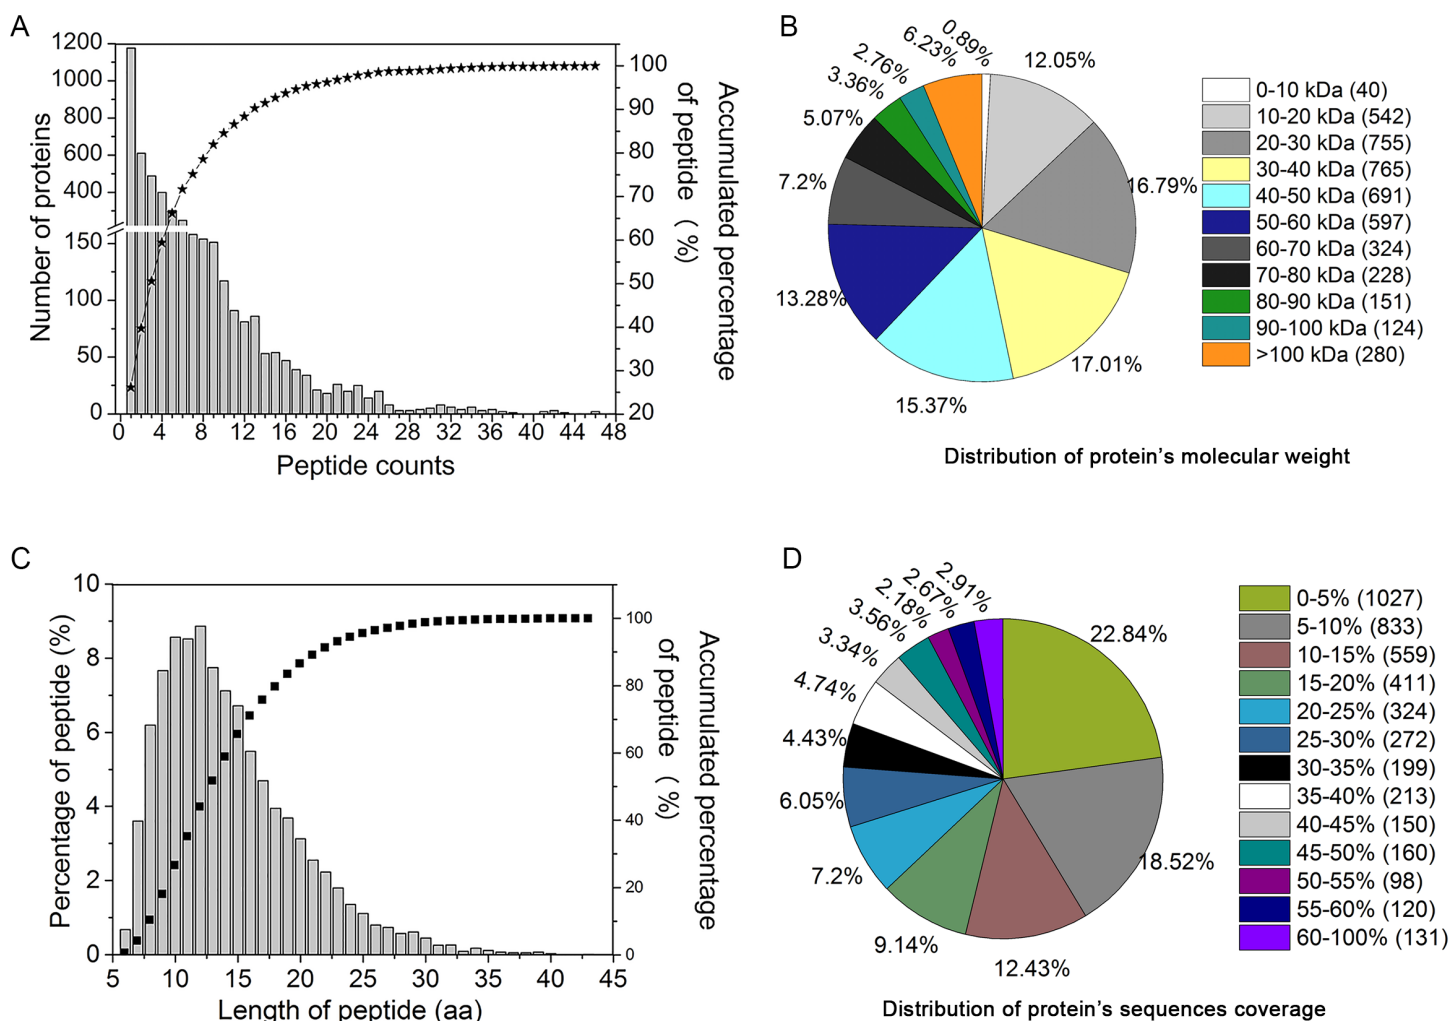 A
1200
1000
800
600
400
150
100
50
0
Number of proteins
0 4 8 12 16 20 24 28 32 36 40 44 48
Peptide counts
100
90
80
70
60
50
40
30
20
Accumulated percentage
of peptide (%)
B
0.89%
12.05%
16.79%
17.01%
15.37%
13.28%
7.2%
5.07%
3.36%
2.76%
6.23%
0-10 kDa (40)
10-20 kDa (542)
20-30 kDa (755)
30-40 kDa (765)
40-50 kDa (691)
50-60 kDa (597)
60-70 kDa (324)
70-80 kDa (228)
80-90 kDa (151)
90-100 kDa (124)
>100 kDa (280)
Distribution of protein's molecular weight
C
10
8
6
4
2
0
Percentage of peptide (%)
5 10 15 20 25 30 35 40 45
Length of peptide (aa)
100
80
60
40
20
0
Accumulated percentage
of peptide (%)
D
22.84%
18.52%
12.43%
9.14%
7.2%
6.05%
4.43%
4.74%
3.34%
3.56%
2.18%
2.67%
2.91%
0-5% (1027)
5-10% (833)
10-15% (559)
15-20% (411)
20-25% (324)
25-30% (272)
30-35% (199)
35-40% (213)
40-45% (150)
45-50% (160)
50-55% (98)
55-60% (120)
60-100% (131)
Distribution of protein's sequences coverage